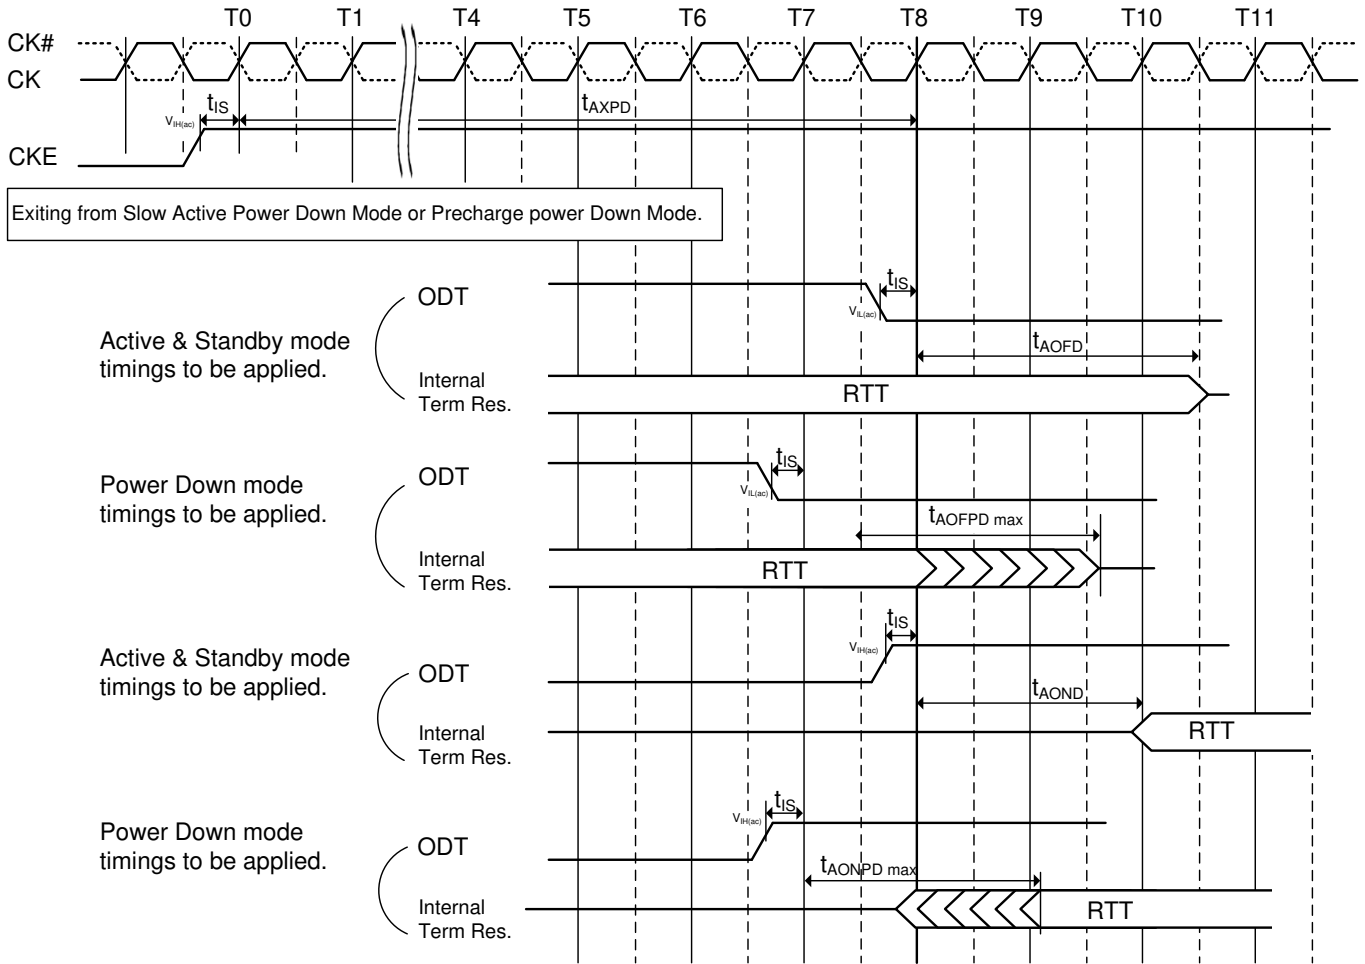 T0 T1 T4 T5 T6 T7 T8 T9 T10 T11
CK#
CK
tIS
tAXPD
VIH(ac)
CKE
Exiting from Slow Active Power Down Mode or Precharge power Down Mode.
tIS
ODT
VIL(ac)
Active & Standby mode
timings to be applied.
tAOFD
Internal
Term Res.
RTT
tIS
ODT
VIL(ac)
Power Down mode
timings to be applied.
tAOFPD max
Internal
Term Res.
RTT
tIS
VIH(ac)
Active & Standby mode
timings to be applied.
ODT
tAOND
Internal
Term Res.
RTT
tIS
VIH(ac)
Power Down mode
timings to be applied.
ODT
tAONPD max
Internal
Term Res.
RTT